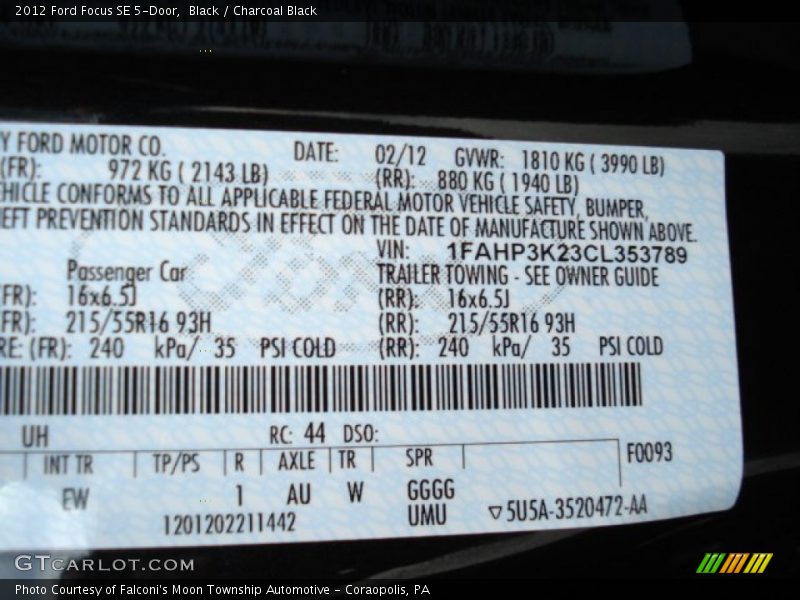 2012 Ford Focus SE 5-Door, Black / Charcoal Black
Y FORD MOTOR CO. DATE: 02/12 GVWR: 1810 KG ( 3990 LB)
(FR): 972 KG ( 2143 LB) (RR): 880 KG ( 1940 LB)
HICLE CONFORMS TO ALL APPLICABLE FEDERAL MOTOR VEHICLE SAFETY, BUMPER,
EFT PREVENTION STANDARDS IN EFFECT ON THE DATE OF MANUFACTURE SHOWN ABOVE.
VIN: 1FAHP3K23CL353789
Passenger Car TRAILER TOWING - SEE OWNER GUIDE
(FR): 16x6.5J (RR): 16x6.5J
(FR): 215/55R16 93H (RR): 215/55R16 93H
RE: (FR): 240 kPa/ 35 PSI COLD (RR): 240 kPa/ 35 PSI COLD
UH RC: 44 DSO:
INT TR TP/PS R AXLE TR SPR F0093
EW 1 AU W GGGG
1201202211442 UMU ▽5U5A-3520472-AA
GTCARLOT.COM
Photo Courtesy of Falconi's Moon Township Automotive - Coraopolis, PA